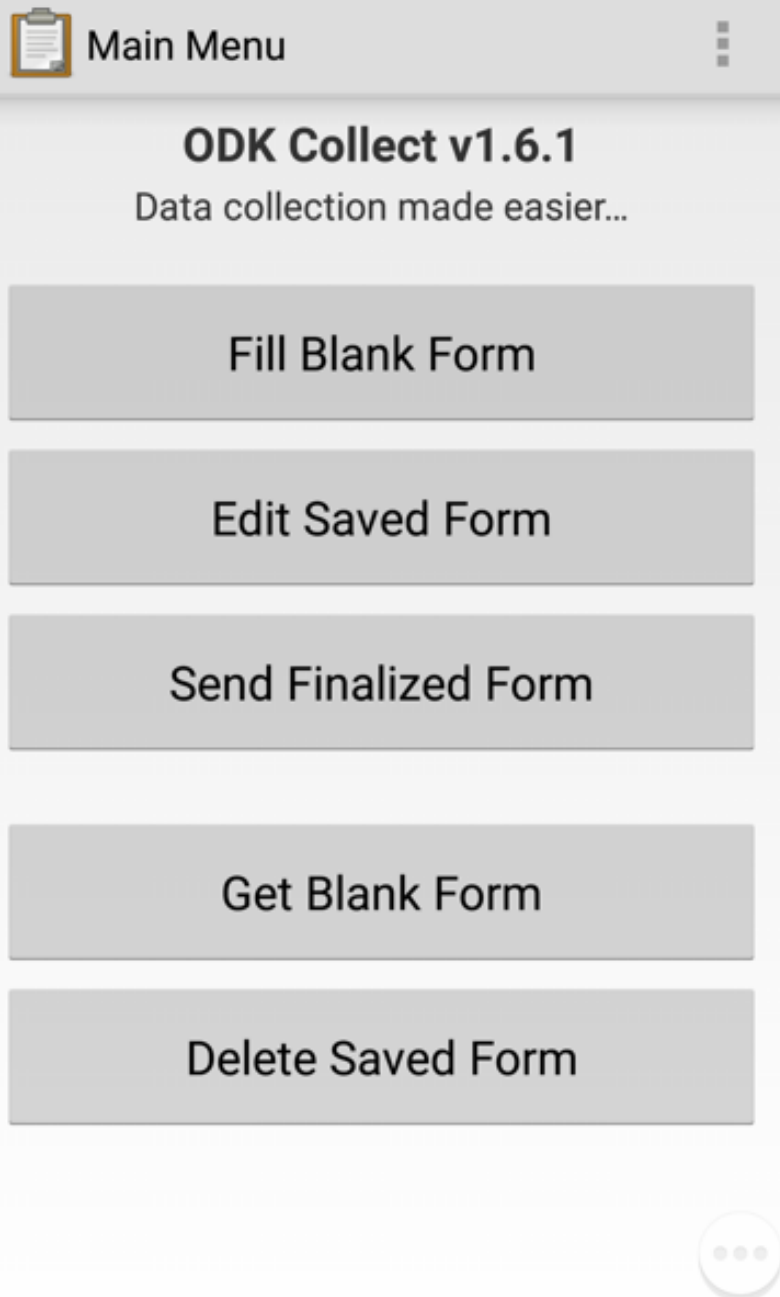 Main Menu
ODK Collect v1.6.1
Data collection made easier...
Fill Blank Form
Edit Saved Form
Send Finalized Form
Get Blank Form
Delete Saved Form